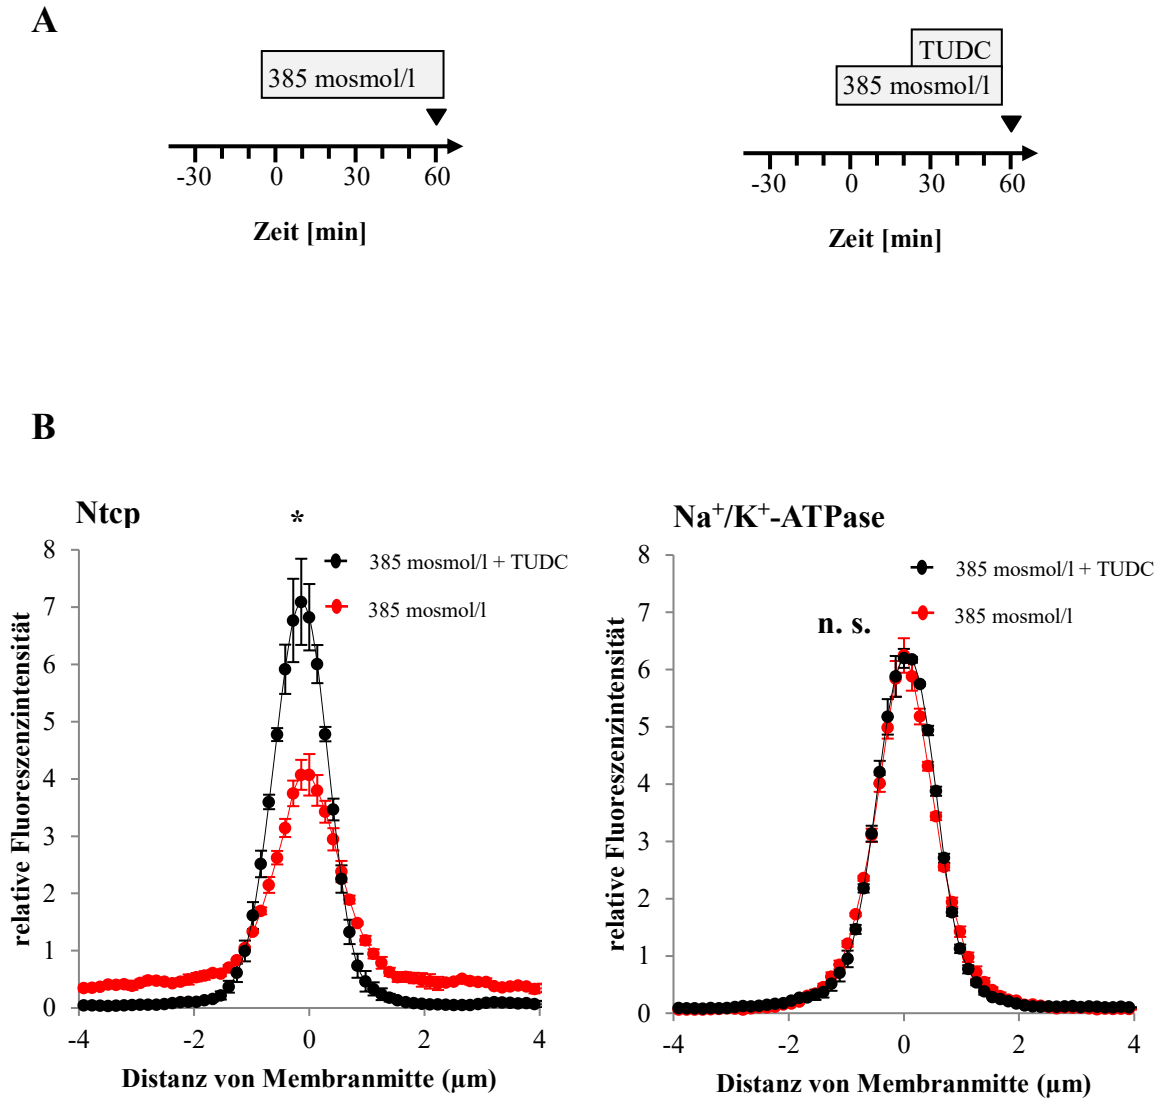 A
385 mosmol/l
-30 0 30 60
Zeit [min]
TUDC
385 mosmol/l
-30 0 30 60
Zeit [min]
B
Ntcp
*
385 mosmol/l + TUDC
385 mosmol/l
8
7
6
5
4
3
2
1
0
relative Fluoreszenzintensität
-4 -2 0 2 4
Distanz von Membranmitte (µm)
Na⁺/K⁺-ATPase
385 mosmol/l + TUDC
385 mosmol/l
n. s.
8
7
6
5
4
3
2
1
0
relative Fluoreszenzintensität
-4 -2 0 2 4
Distanz von Membranmitte (µm)